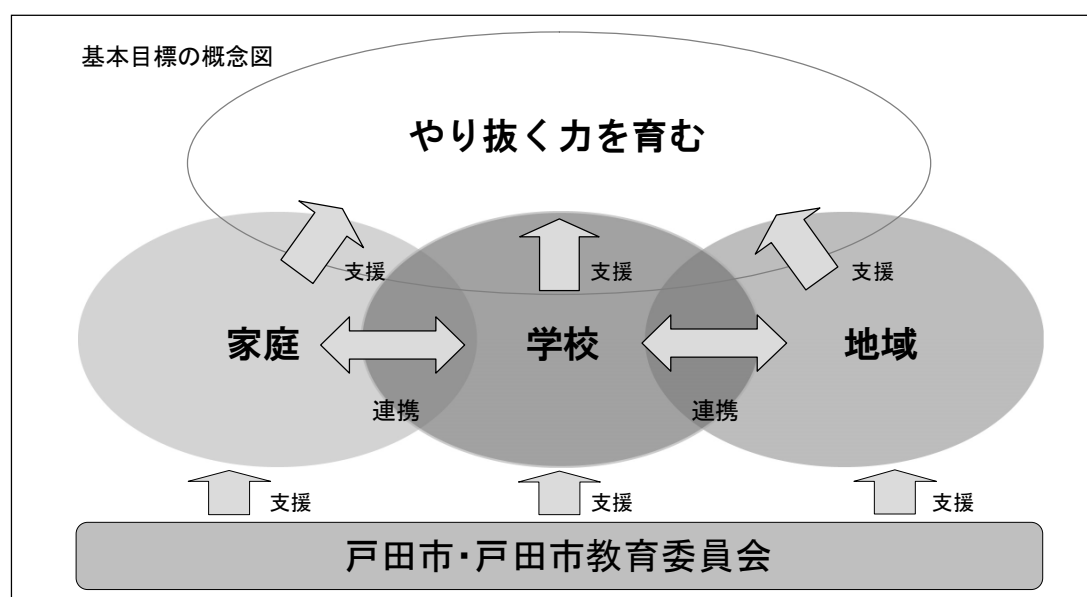 基本目標の概念図
やり抜く力を育む
支援
支援
支援
家庭
学校
地域
連携
連携
支援
支援
支援
戸田市・戸田市教育委員会